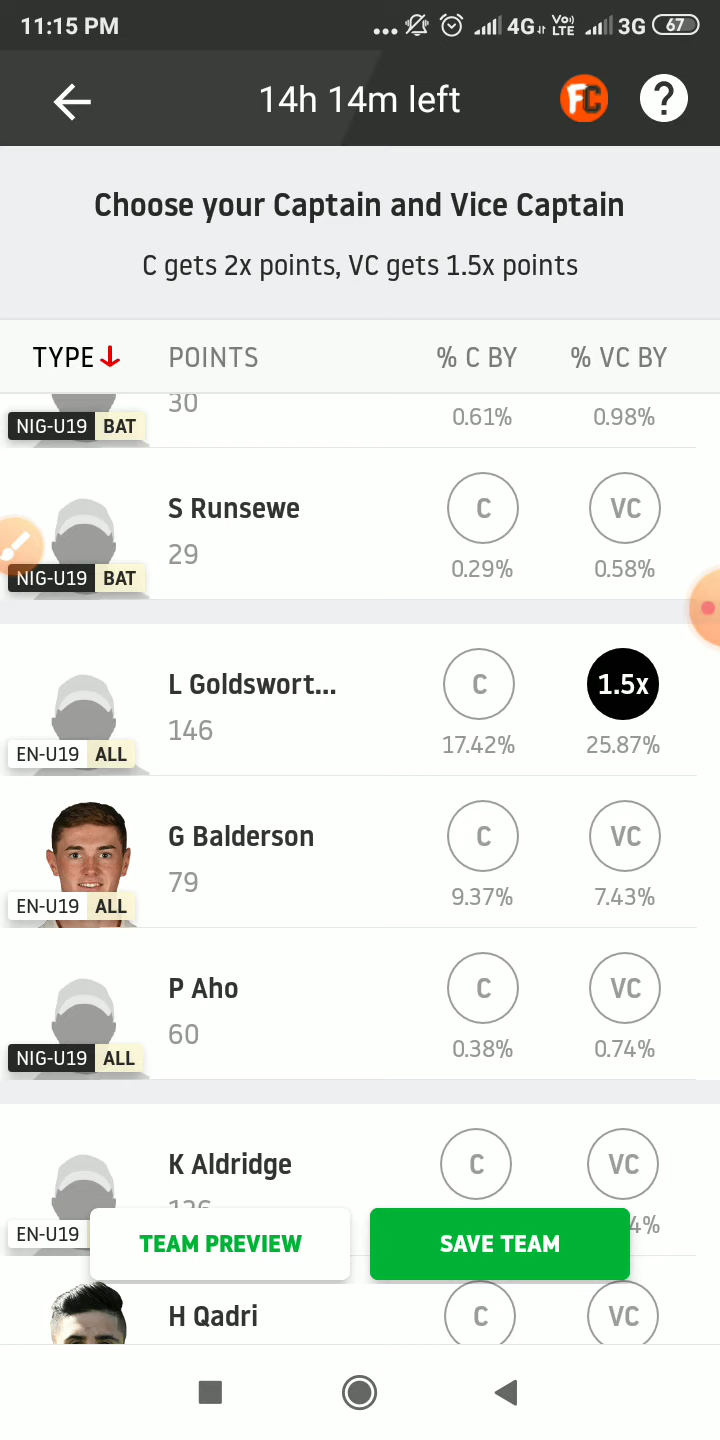 11:15 PM ... 4G Vo) LTE 3G 67
14h 14m left FC ?
Choose your Captain and Vice Captain
C gets 2x points, VC gets 1.5x points
TYPE POINTS % C BY % VC BY
30
0.61% 0.98%
NIG-U19 BAT
S Runsewe C VC
29
0.29% 0.58%
NIG-U19 BAT
L Goldswort... C 1.5x
146
17.42% 25.87%
EN-U19 ALL
G Balderson C VC
79
9.37% 7.43%
EN-U19 ALL
P Aho C VC
60
0.38% 0.74%
NIG-U19 ALL
K Aldridge C VC
4%
EN-U19
TEAM PREVIEW SAVE TEAM
H Qadri C VC